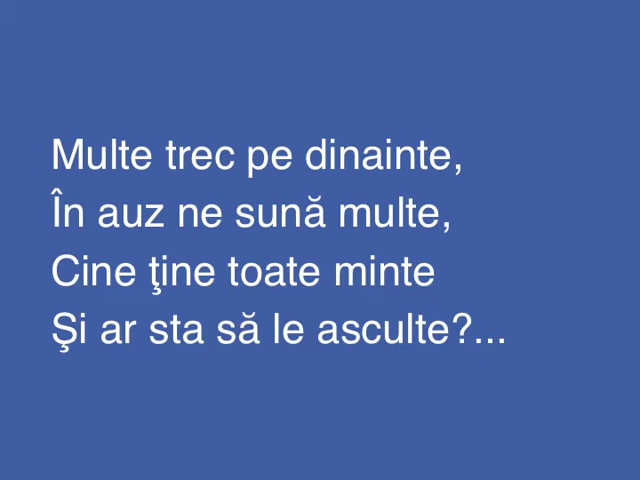 Multe trec pe dinainte,
În auz ne sună multe,
Cine ţine toate minte
Şi ar sta să le asculte?...